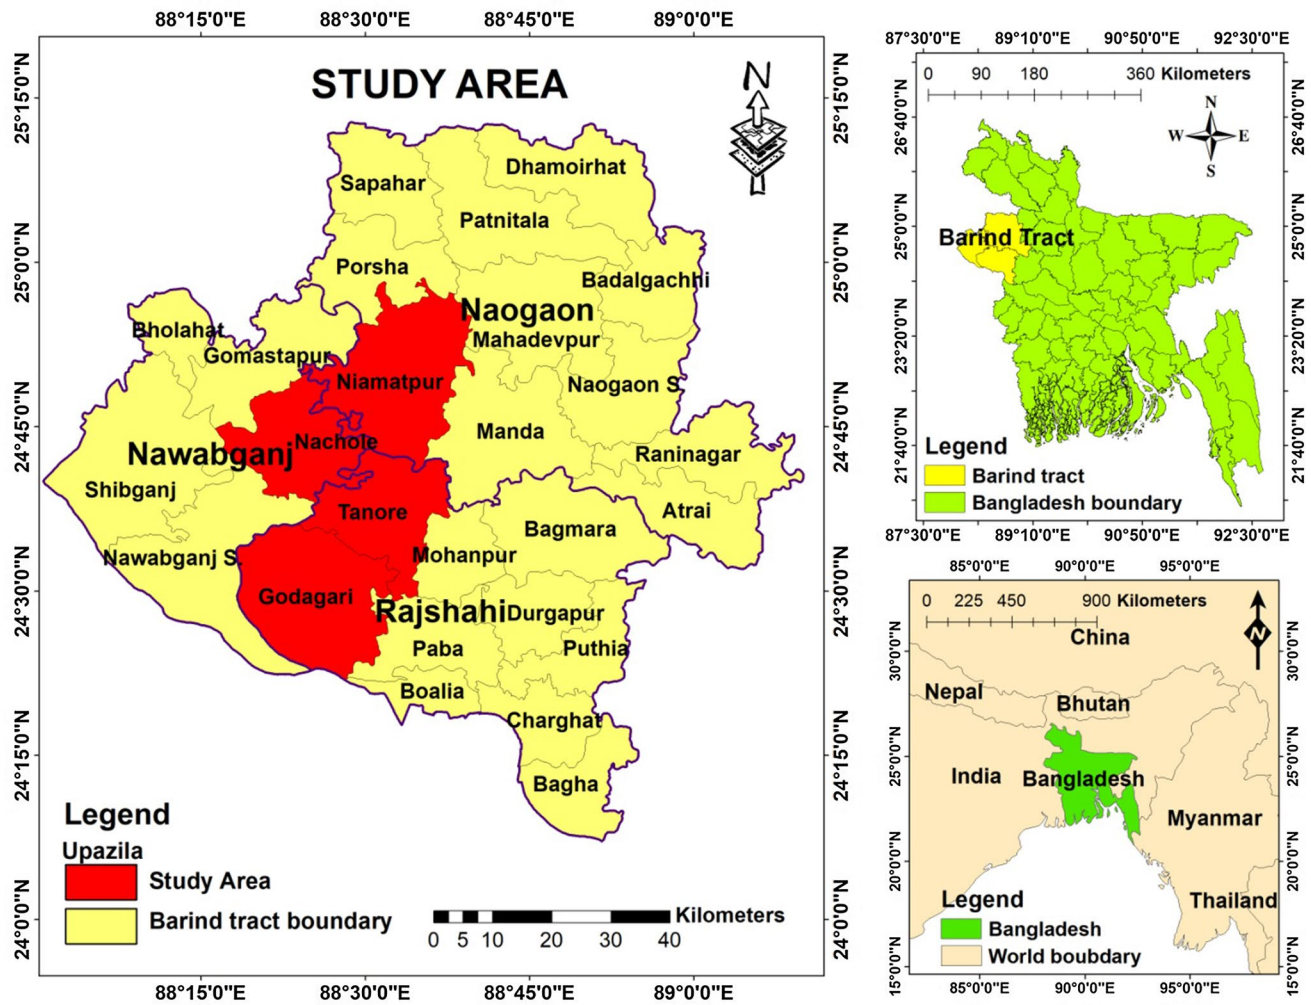 88°15'0"E 88°30'0"E 88°45'0"E 89°0'0"E
STUDY AREA
N
25°15'0"N 25°15'0"N
Dhamoirhat
Sapahar
Patnitala
25°0'0"N 25°0'0"N
Porsha
Badalgachhi
Naogaon
Bholahat
Mahadevpur
Gomastapur
Niamatpur
Naogaon S
24°45'0"N 24°45'0"N
Manda
Nachole
Nawabganj
Raninagar
Shibganj
Tanore
Atrai
Bagmara
Mohanpur
Nawabganj S.
24°30'0"N 24°30'0"N
Godagari
Rajshahi
Durgapur
Paba
Puthia
Boalia
Charghat
24°15'0"N 24°15'0"N
Bagha
Legend
Upazila
Study Area
Barind tract boundary
24°0'0"N 24°0'0"N
Kilometers
0 5 10 20 30 40
88°15'0"E 88°30'0"E 88°45'0"E 89°0'0"E
87°30'0"E 89°10'0"E 90°50'0"E 92°30'0"E
0 90 180 360 Kilometers
N
W E
S
26°40'0"N 26°40'0"N
25°0'0"N 25°0'0"N
Barind Tract
23°20'0"N 23°20'0"N
21°40'0"N 21°40'0"N
Legend
Barind tract
Bangladesh boundary
87°30'0"E 89°10'0"E 90°50'0"E 92°30'0"E
85°0'0"E 90°0'0"E 95°0'0"E
0 225 450 900 Kilometers
N
China
30°0'0"N 30°0'0"N
Nepal
Bhutan
25°0'0"N 25°0'0"N
India
Bangladesh
Myanmar
20°0'0"N 20°0'0"N
Thailand
Legend
Bangladesh
World boubdary
15°0'0"N 15°0'0"N
85°0'0"E 90°0'0"E 95°0'0"E